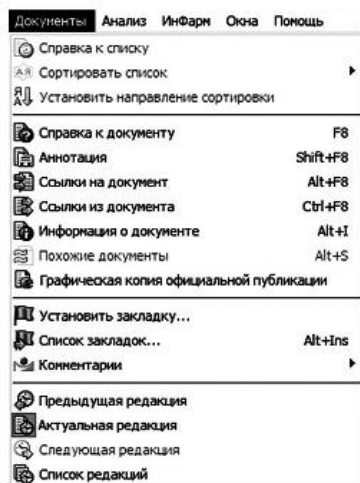 Документы Анализ ИнФарм Окна Помощь
Справка к списку
Сортировать список
Установить направление сортировки
Справка к документу F8
Аннотация Shift+F8
Ссылки на документ Alt+F8
Ссылки из документа Ctrl+F8
Информация о документе Alt+I
Похожие документы Alt+S
Графическая копия официальной публикации
Установить закладку...
Список закладок... Alt+Ins
Комментарии
Предыдущая редакция
Актуальная редакция
Следующая редакция
Список редакций